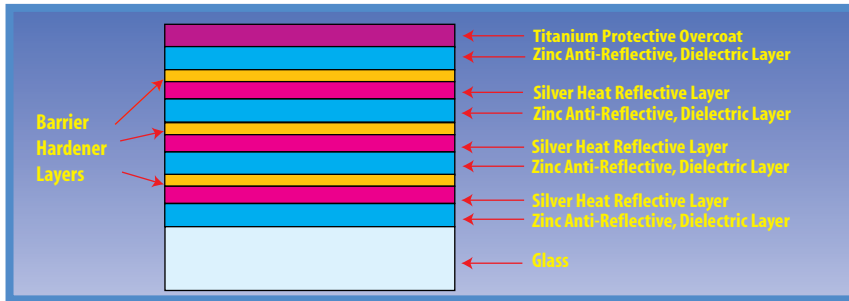 Titanium Protective Overcoat
Zinc Anti-Reflective, Dielectric Layer
Silver Heat Reflective Layer
Zinc Anti-Reflective, Dielectric Layer
Silver Heat Reflective Layer
Zinc Anti-Reflective, Dielectric Layer
Silver Heat Reflective Layer
Zinc Anti-Reflective, Dielectric Layer
Glass
Barrier
Hardener
Layers